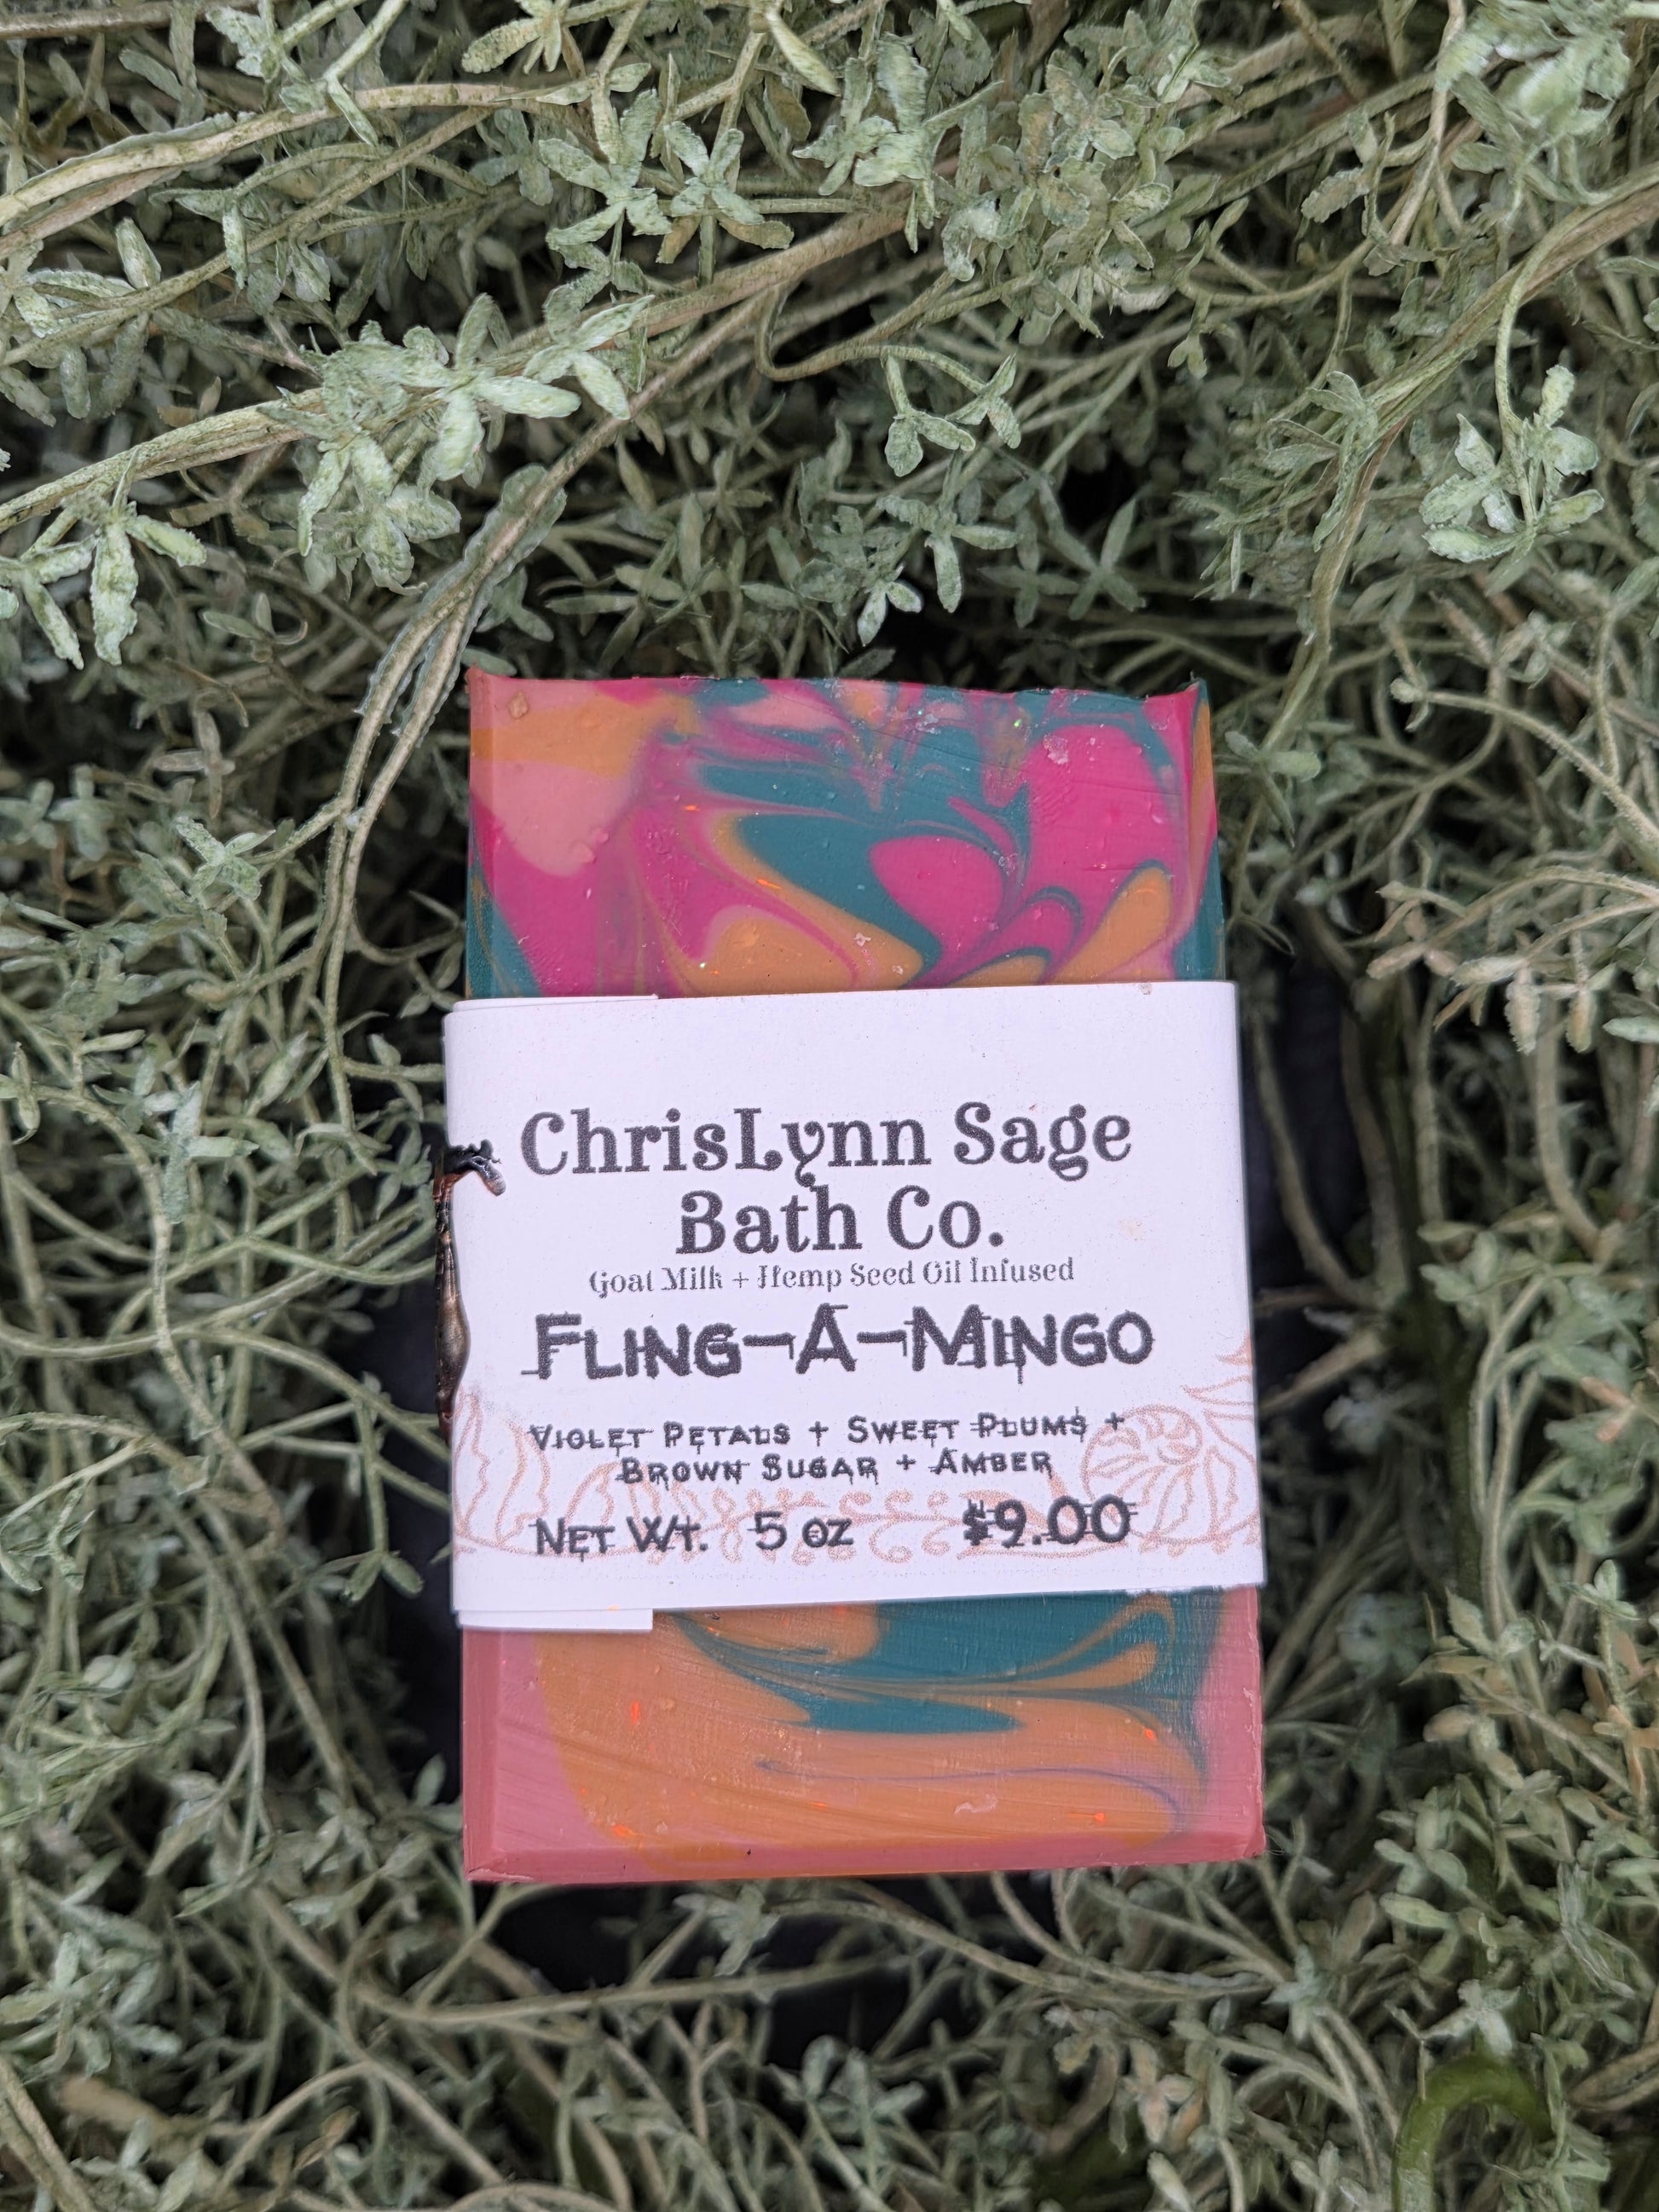 ChrisLynn Sage
Bath Co.
Goat Milk + Hemp Seed Oil Infused
FLING-A-MINGO
VIOLET PETALS + SWEET PLUMS +
BROWN SUGAR + AMBER
NET WT. 5 OZ $9.00